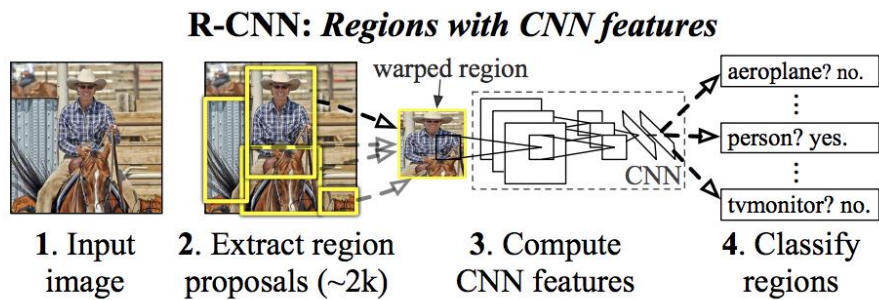 R-CNN: Regions with CNN features
warped region
aeroplane? no.
person? yes.
tvmonitor? no.
CNN
1. Input
image
2. Extract region
proposals (~2k)
3. Compute
CNN features
4. Classify
regions